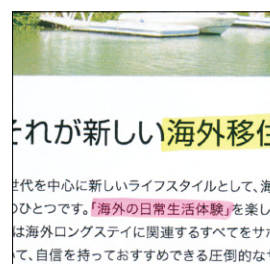 それが新しい海外移住
世代を中心に新しいライフスタイルとして、海
のひとつです。「海外の日常生活体験」を楽し
は海外ロングステイに関連するすべてをサポ
て、自信を持っておすすめできる圧倒的な